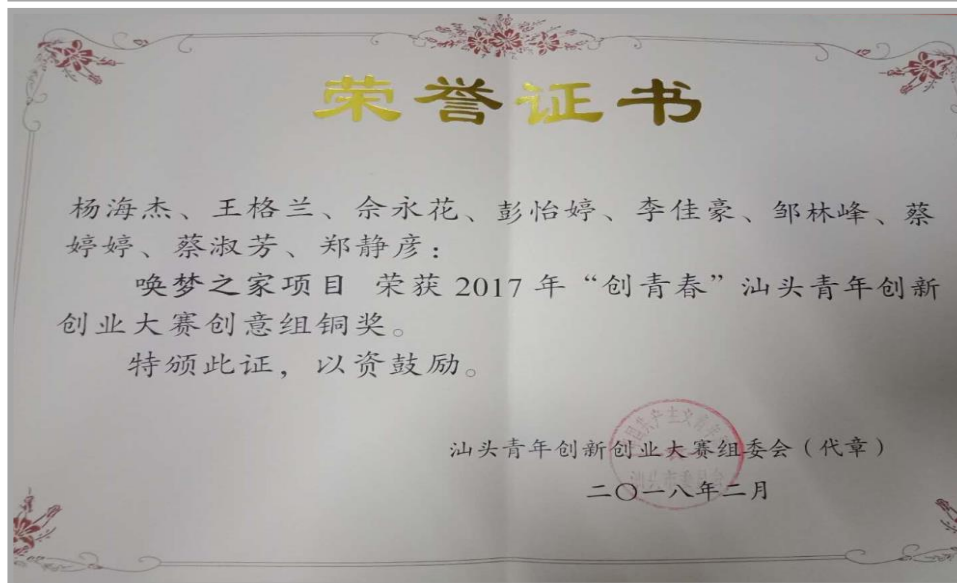 荣誉证书
杨海杰、王格兰、佘永花、彭怡婷、李佳豪、邹林峰、蔡
婷婷、蔡淑芳、郑静彦：
唤梦之家项目 荣获 2017 年“创青春”汕头青年创新
创业大赛创意组铜奖。
特颁此证，以资鼓励。
汕头青年创新创业大赛组委会（代章）
二〇一八年二月